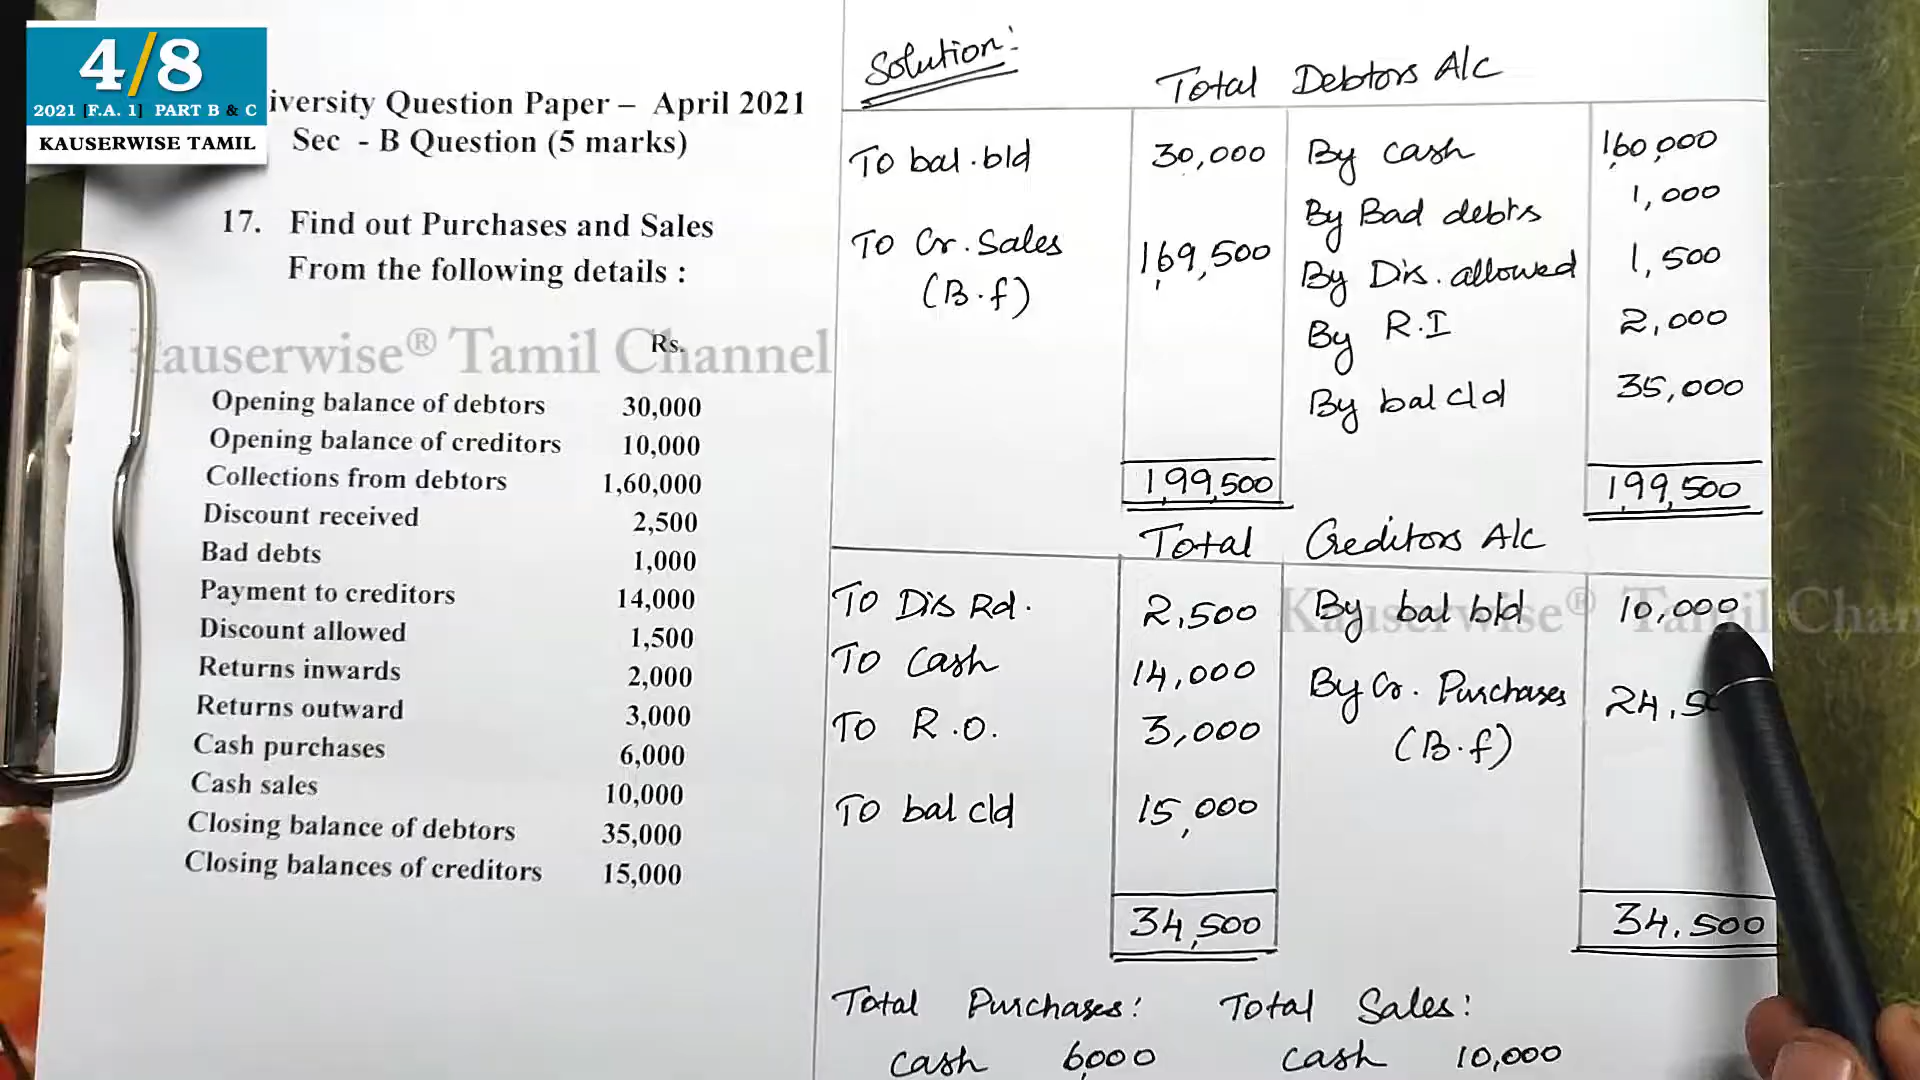 4/8
2021 [F.A. 1] PART B & C
KAUSERWISE TAMIL
iversity Question Paper – April 2021
Sec - B Question (5 marks)
17. Find out Purchases and Sales
From the following details :
Kauserwise® Tamil Channel
Rs.
Opening balance of debtors 30,000
Opening balance of creditors 10,000
Collections from debtors 1,60,000
Discount received 2,500
Bad debts 1,000
Payment to creditors 14,000
Discount allowed 1,500
Returns inwards 2,000
Returns outward 3,000
Cash purchases 6,000
Cash sales 10,000
Closing balance of debtors 35,000
Closing balances of creditors 15,000
Solution:
Total Debtors A/c
To bal. b/d 30,000 By cash 160,000
By Bad debts 1,000
To Cr. Sales 169,500 By Dis. allowed 1,500
(B.f)
By R.I 2,000
By bal c/d 35,000
199,500 199,500
Total Creditors A/c
To Dis Rd. 2,500 By bal b/d 10,000
Kauserwise® Tamil Chan
To Cash 14,000 By Cr. Purchases 24,5
To R.O. 3,000 (B.f)
To bal c/d 15,000
34,500 34,500
Total Purchases: Total Sales:
cash 6000 cash 10,000